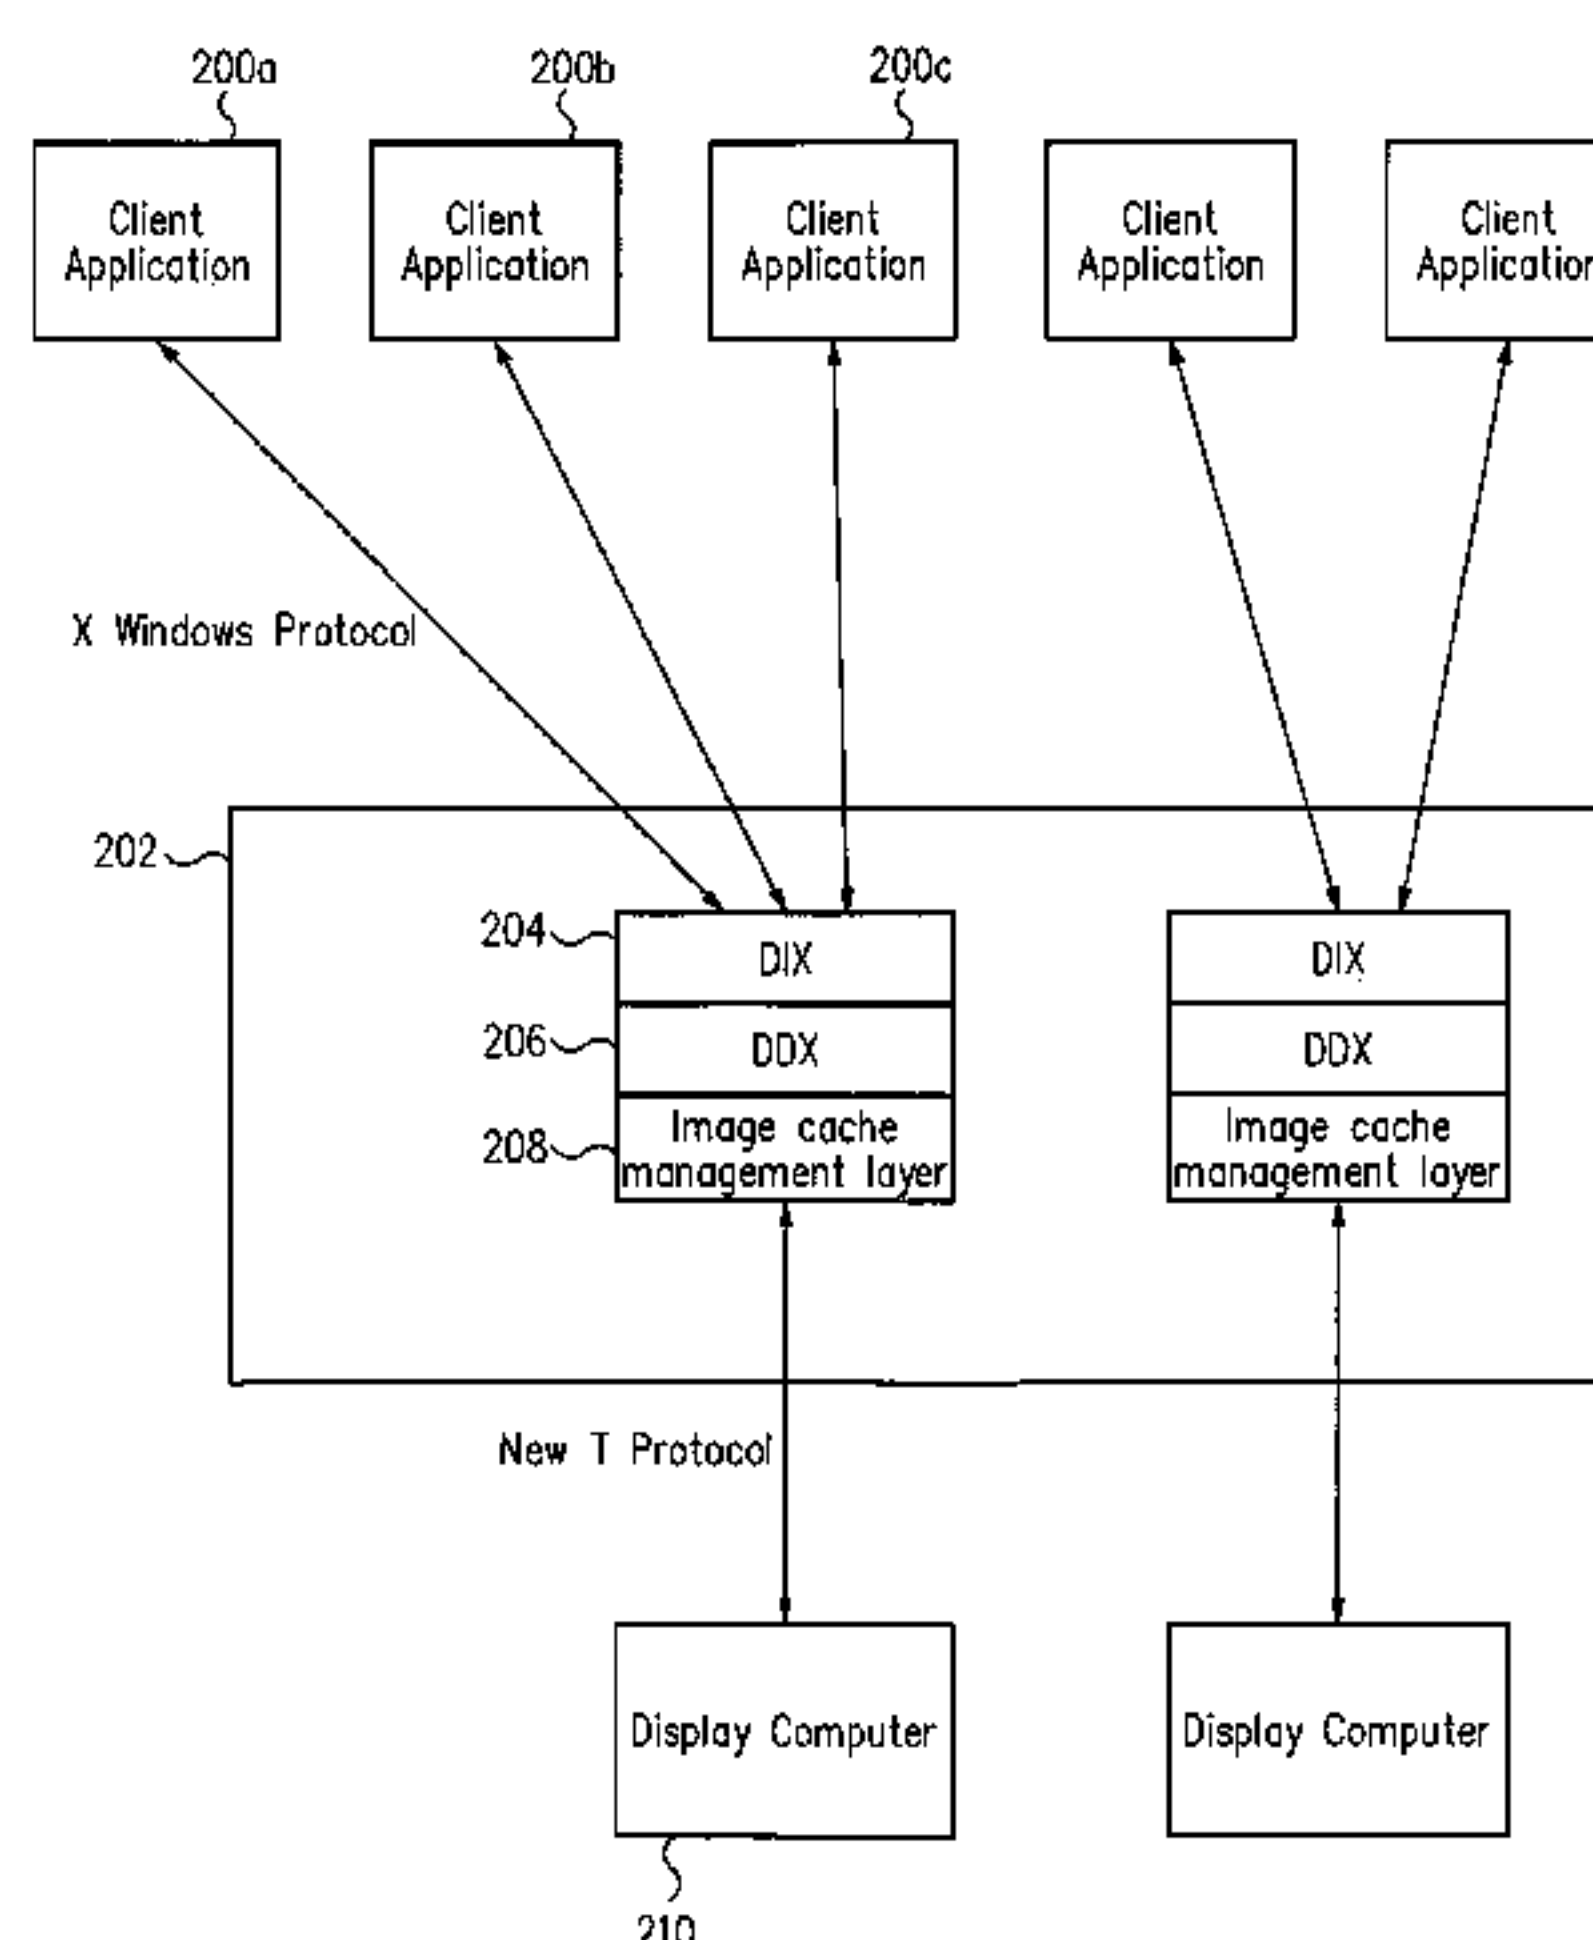 200a
200b
200c
Client
Application
Client
Application
Client
Application
Client
Application
Client
Application
X Windows Protocol
202
204
DIX
DIX
206
DDX
DDX
208
Image cache
management layer
Image cache
management layer
New T Protocol
Display Computer
Display Computer
210